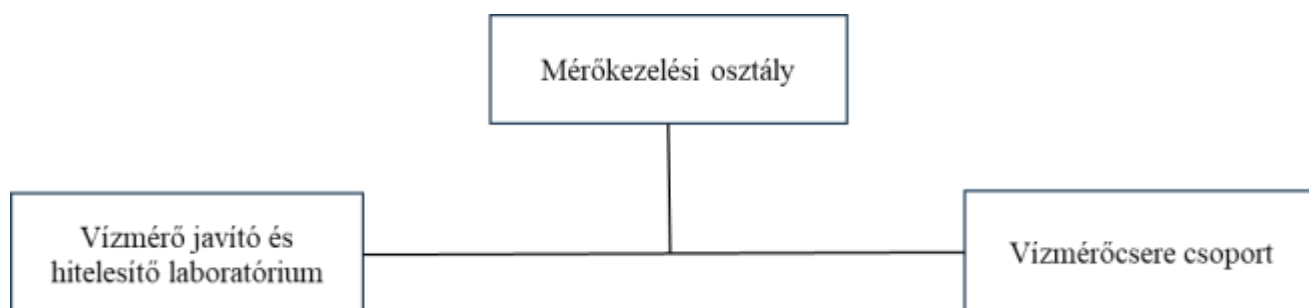 Mérőkezelési osztály
Vízmérő javító és
hitelesítő laboratórium
Vízmérőcsere csoport